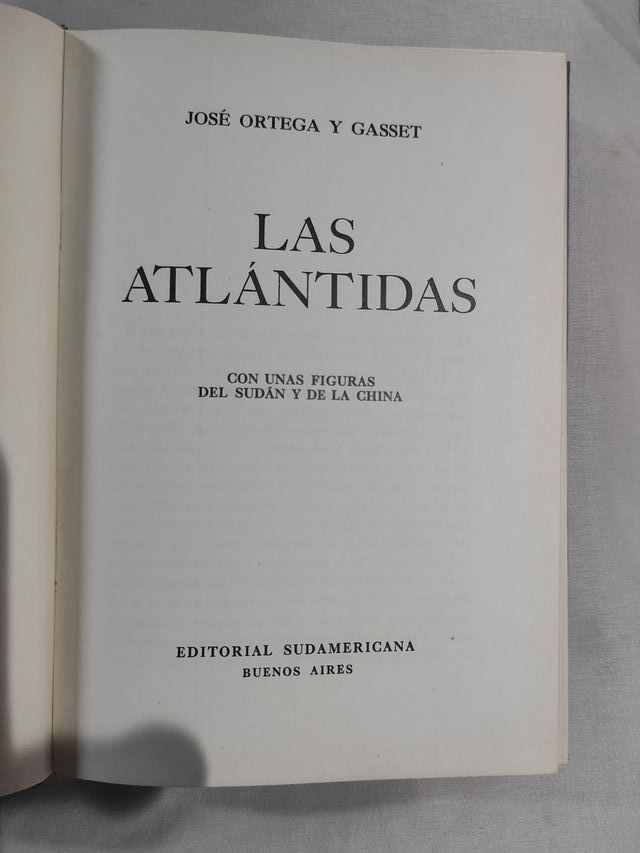 JOSÉ ORTEGA Y GASSET
LAS
ATLÁNTIDAS
CON UNAS FIGURAS
DEL SUDÁN Y DE LA CHINA
EDITORIAL SUDAMERICANA
BUENOS AIRES